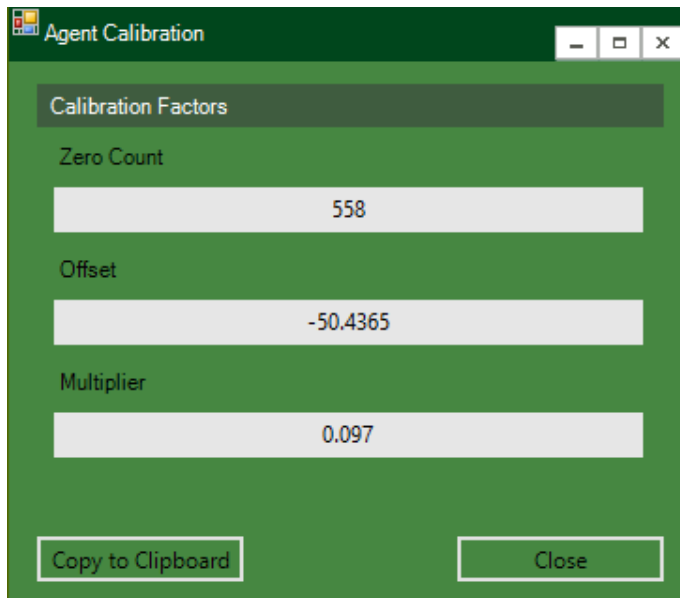 Agent Calibration
Calibration Factors
Zero Count
558
Offset
-50.4365
Multiplier
0.097
Copy to Clipboard
Close